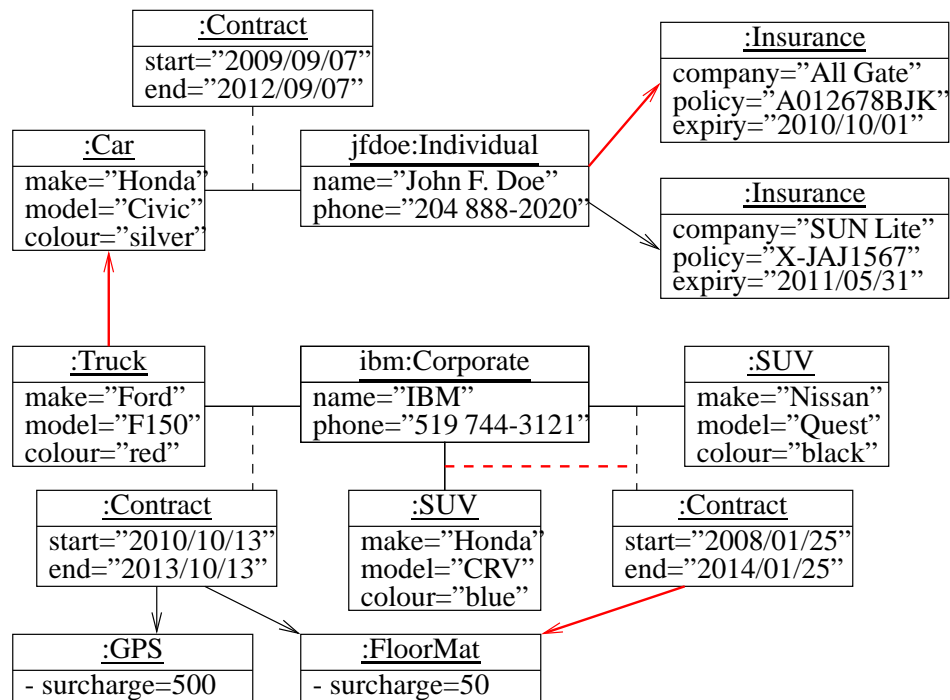 :Contract
start=”2009/09/07”
end=”2012/09/07”
:Insurance
company=”All Gate”
policy=”A012678BJK”
expiry=”2010/10/01”
:Car
make=”Honda”
model=”Civic”
colour=”silver”
jfdoe:Individual
name=”John F. Doe”
phone=”204 888-2020”
:Insurance
company=”SUN Lite”
policy=”X-JAJ1567”
expiry=”2011/05/31”
:Truck
make=”Ford”
model=”F150”
colour=”red”
ibm:Corporate
name=”IBM”
phone=”519 744-3121”
:SUV
make=”Nissan”
model=”Quest”
colour=”black”
:Contract
start=”2010/10/13”
end=”2013/10/13”
:SUV
make=”Honda”
model=”CRV”
colour=”blue”
:Contract
start=”2008/01/25”
end=”2014/01/25”
:GPS
- surcharge=500
:FloorMat
- surcharge=50